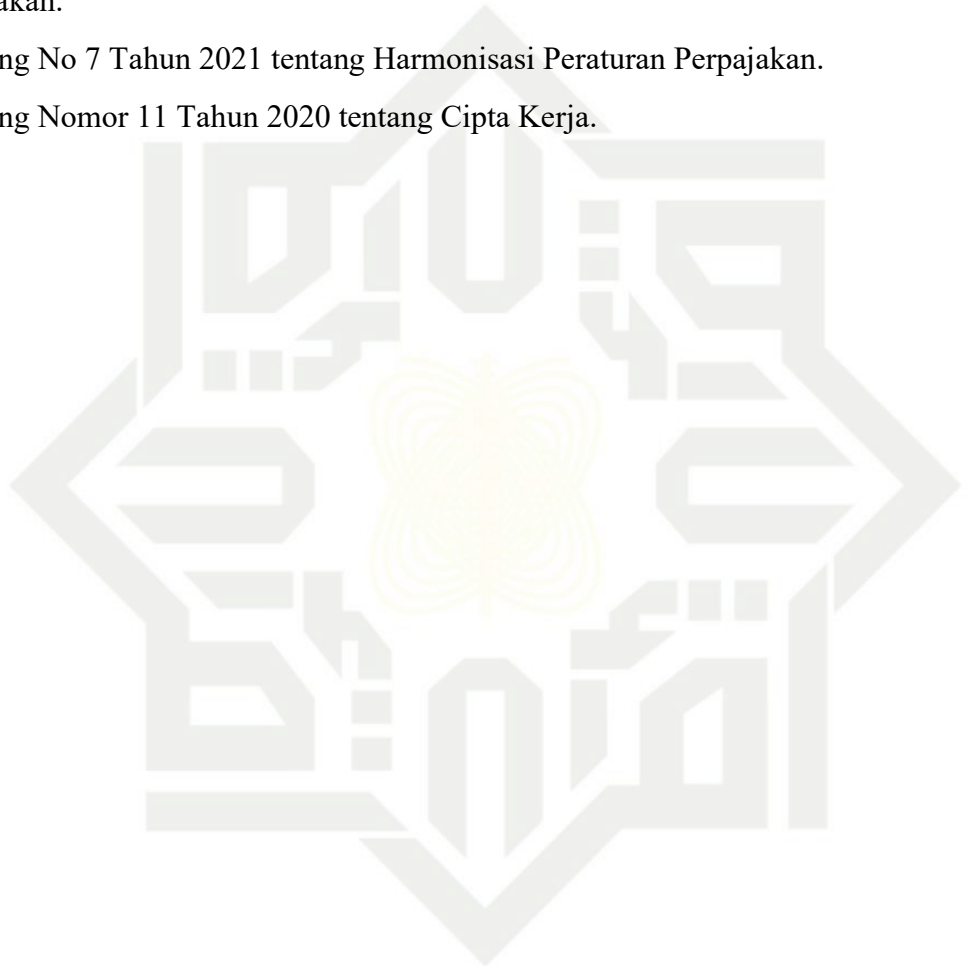 akan.
ng No 7 Tahun 2021 tentang Harmonisasi Peraturan Perpajakan.
ng Nomor 11 Tahun 2020 tentang Cipta Kerja.